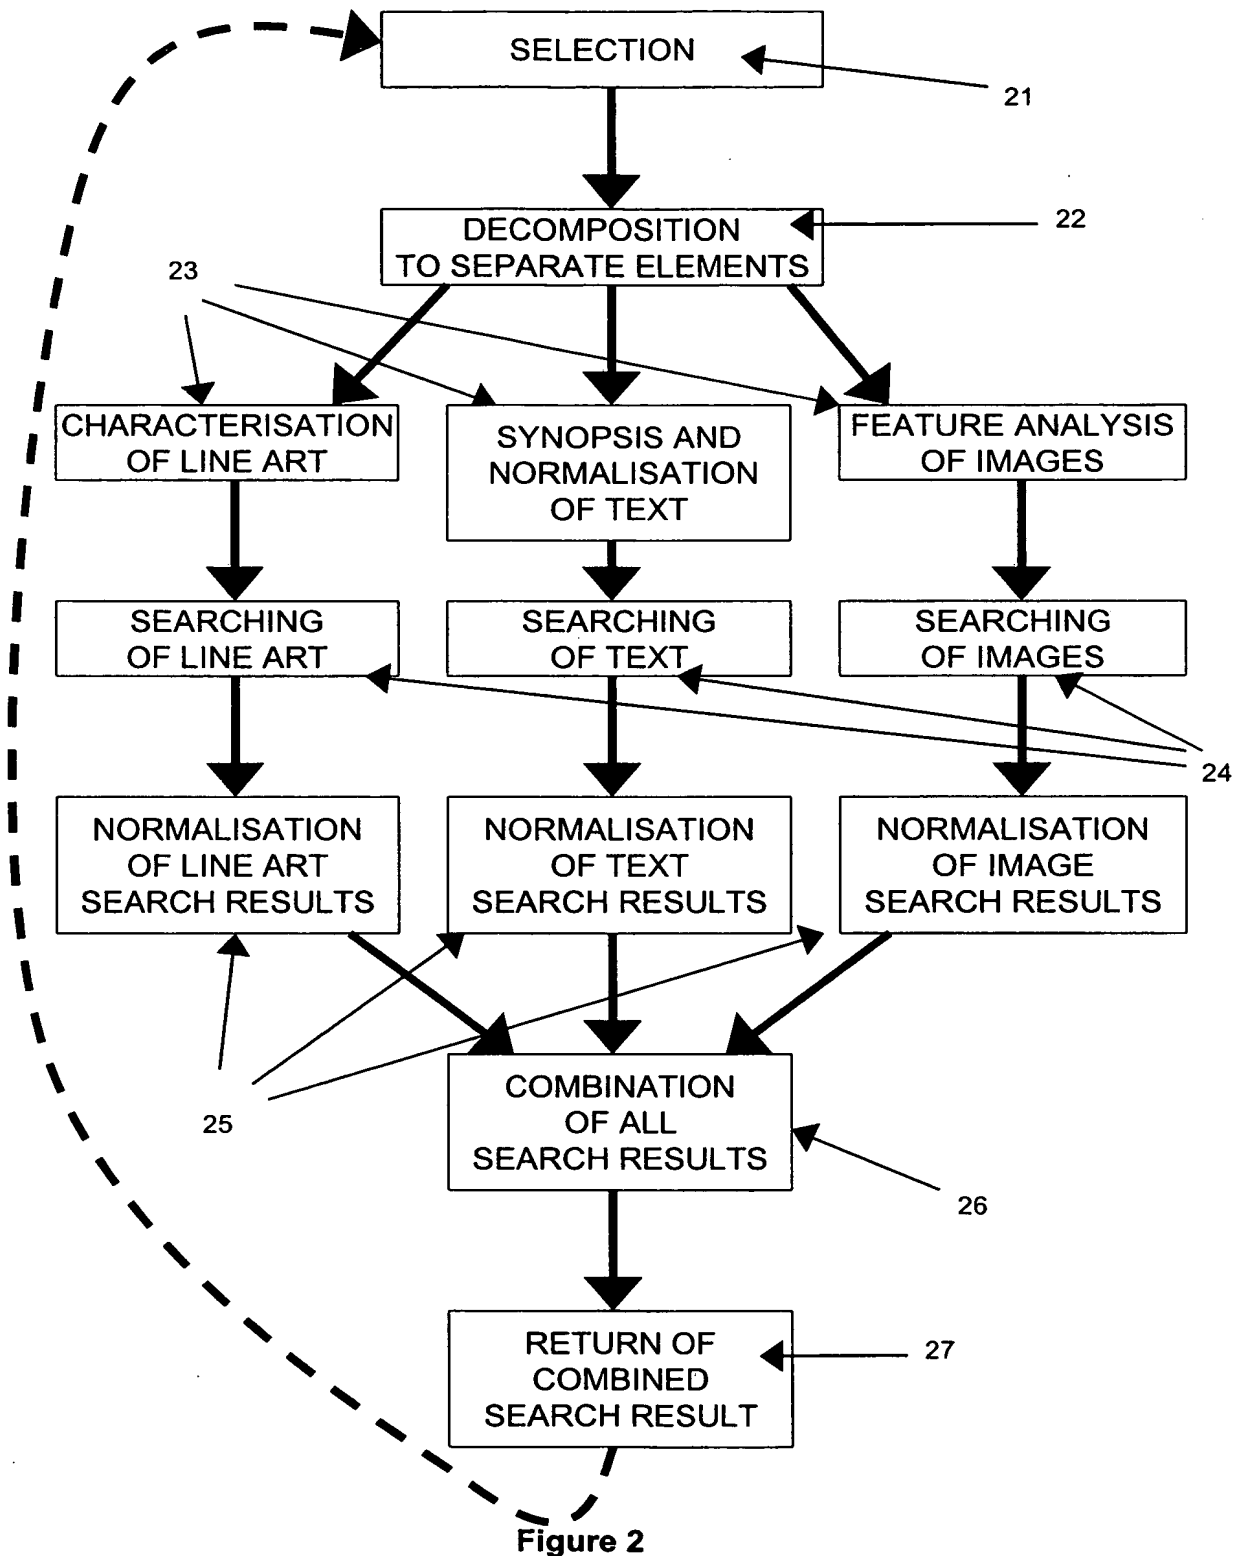 SELECTION
21
DECOMPOSITION
TO SEPARATE ELEMENTS
22
23
CHARACTERISATION
OF LINE ART
SYNOPSIS AND
NORMALISATION
OF TEXT
FEATURE ANALYSIS
OF IMAGES
SEARCHING
OF LINE ART
SEARCHING
OF TEXT
SEARCHING
OF IMAGES
24
NORMALISATION
OF LINE ART
SEARCH RESULTS
NORMALISATION
OF TEXT
SEARCH RESULTS
NORMALISATION
OF IMAGE
SEARCH RESULTS
25
COMBINATION
OF ALL
SEARCH RESULTS
26
RETURN OF
COMBINED
SEARCH RESULT
27
Figure 2